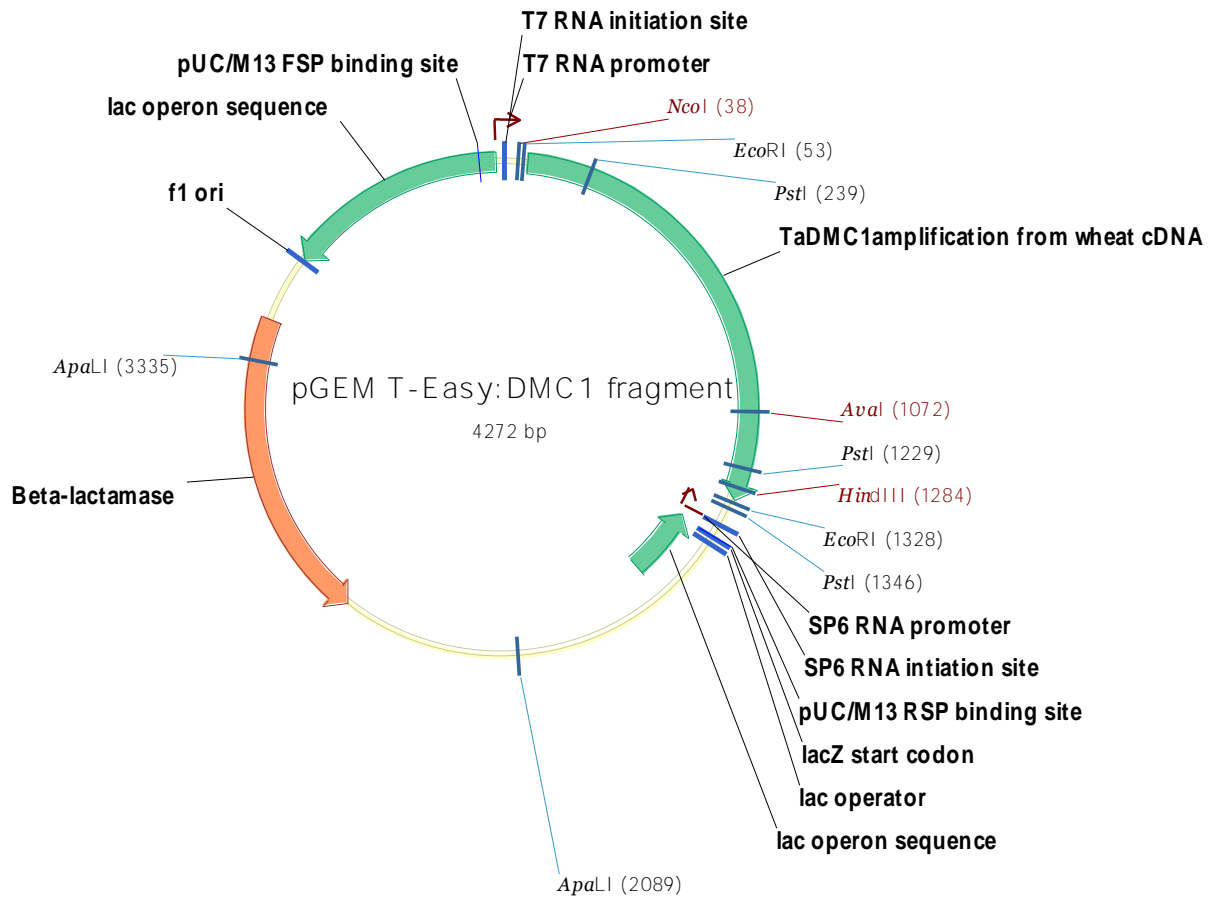 T7 RNA initiation site
pUC/M13 FSP binding site
T7 RNA promoter
lac operon sequence
NcoI (38)
EcoRI (53)
f1 ori
PstI (239)
TaDMC1amplification from wheat cDNA
ApaLI (3335)
pGEM T-Easy:DMC1 fragment
4272 bp
AvaI (1072)
PstI (1229)
Beta-lactamase
HindIII (1284)
EcoRI (1328)
PstI (1346)
SP6 RNA promoter
SP6 RNA intiation site
pUC/M13 RSP binding site
lacZ start codon
lac operator
lac operon sequence
ApaLI (2089)